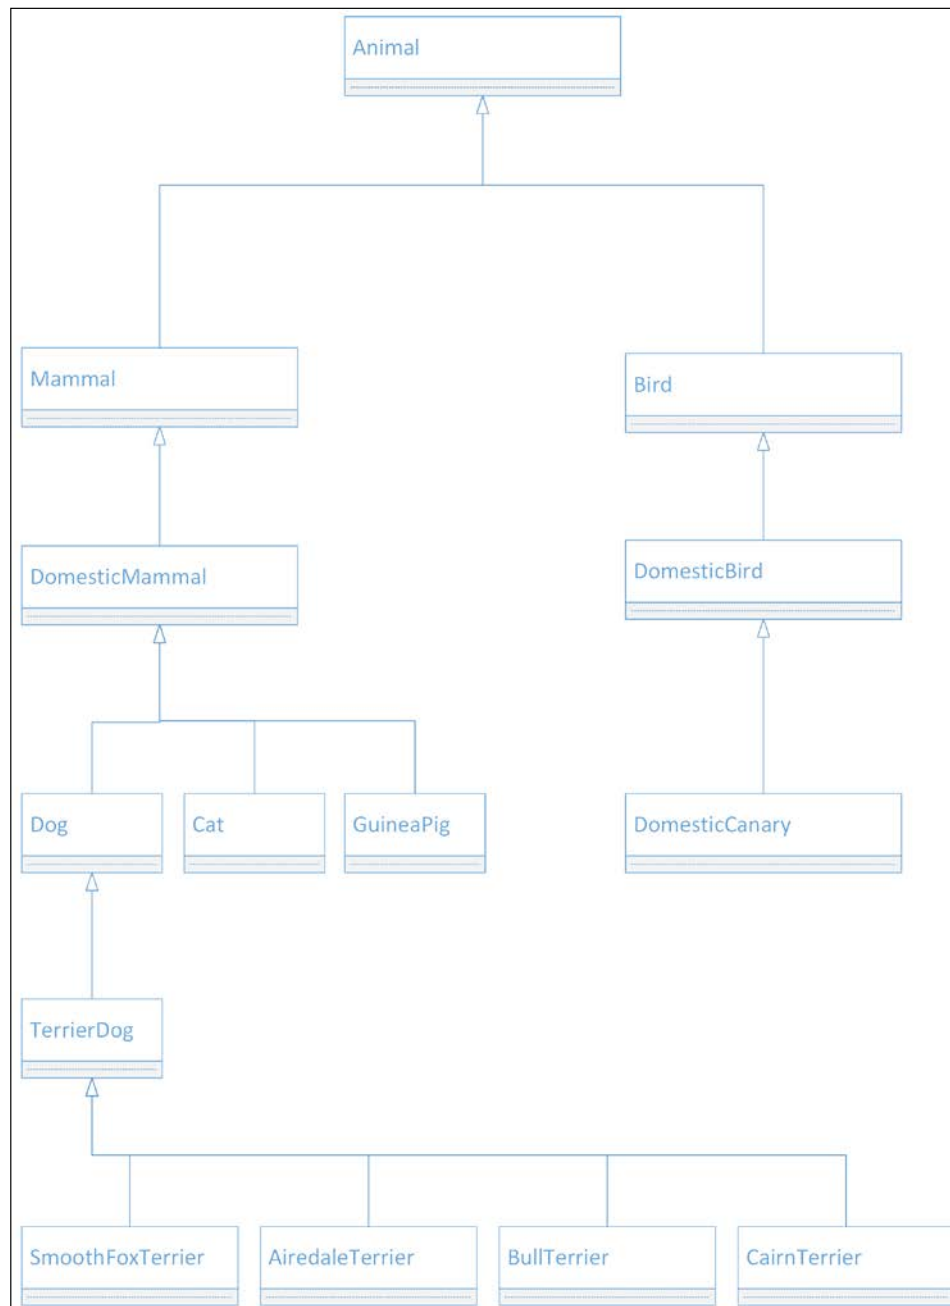 Animal
Mammal
Bird
DomesticMammal
DomesticBird
Dog
Cat
GuineaPig
DomesticCanary
TerrierDog
SmoothFoxTerrier
AiredaleTerrier
BullTerrier
CairnTerrier